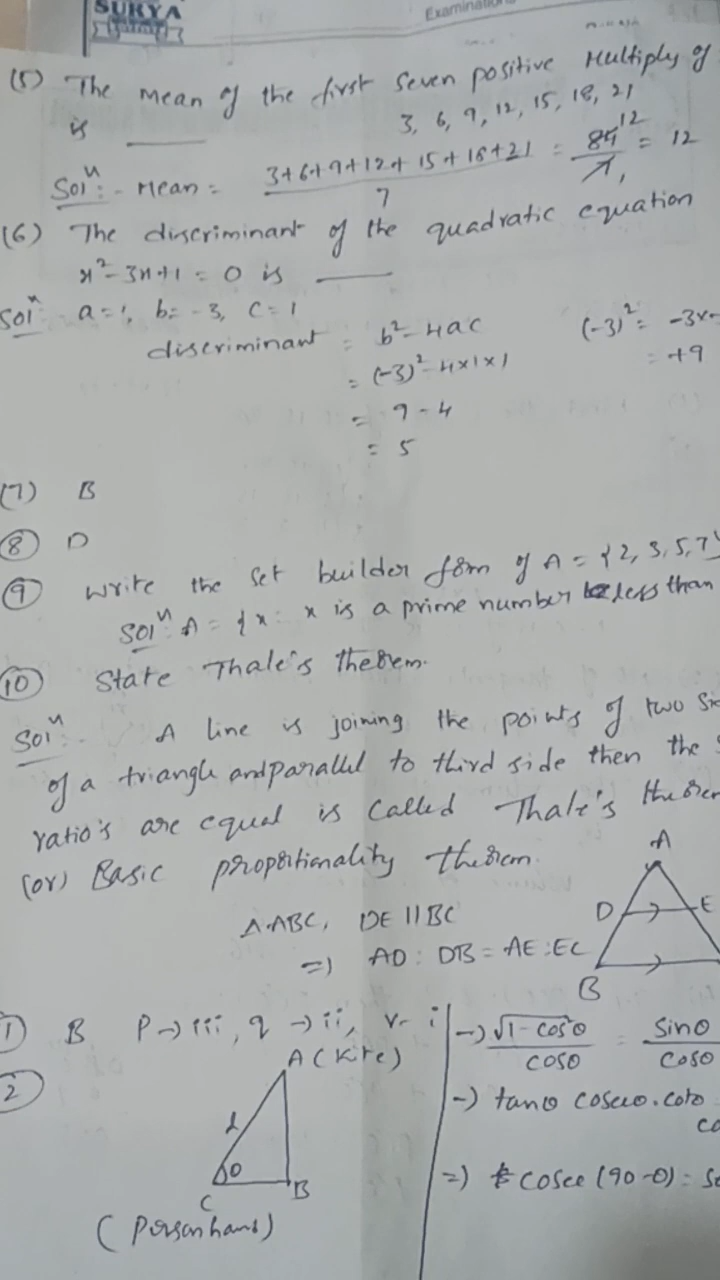 SURYA
Examination
(5) The mean of the first seven positive Multiply of
is ____ 3, 6, 9, 12, 15, 18, 21
Solⁿ:- Mean = (3+6+9+12+15+18+21)/7 = 84/7 = 12
12
1
(6) The discriminant of the quadratic equation
x²-3x+1=0 is ____
Solⁿ a=1, b=-3, C=1
discriminant = b²-4ac
= (-3)²-4×1×1
= 9-4
= 5
(-3)² = -3×-
= +9
(7) B
(8) D
(9) Write the set builder form of A = {2, 3, 5, 7}
Solⁿ: A = {x: x is a prime number less than
(10) State Thale's theorem.
Solⁿ:- A line is joining the points of two
of a triangle and parallel to third side then the
ratio's are equal is called Thale's theorem
(or) Basic proportionality theorem.
A
D E
B
Δ ABC, DE || BC
=) AD : DB = AE : EC
1) B P→iii, q→ii, r- i
2
A (Kite)
l
θ
C B
(Person hand)
→) √(1-cos²θ)/cosθ = sinθ/cosθ
-) tanθ cosecθ.cotθ
=) cosec (90-θ) =